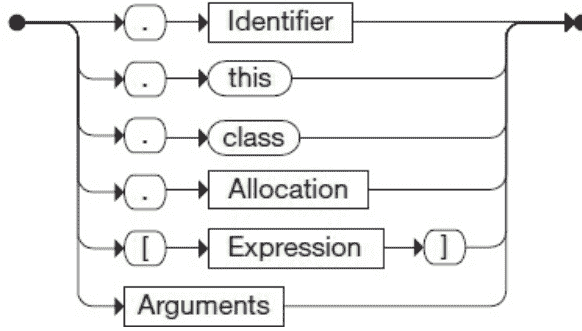 . Identifier
. this
. class
. Allocation
[ Expression ]
Arguments